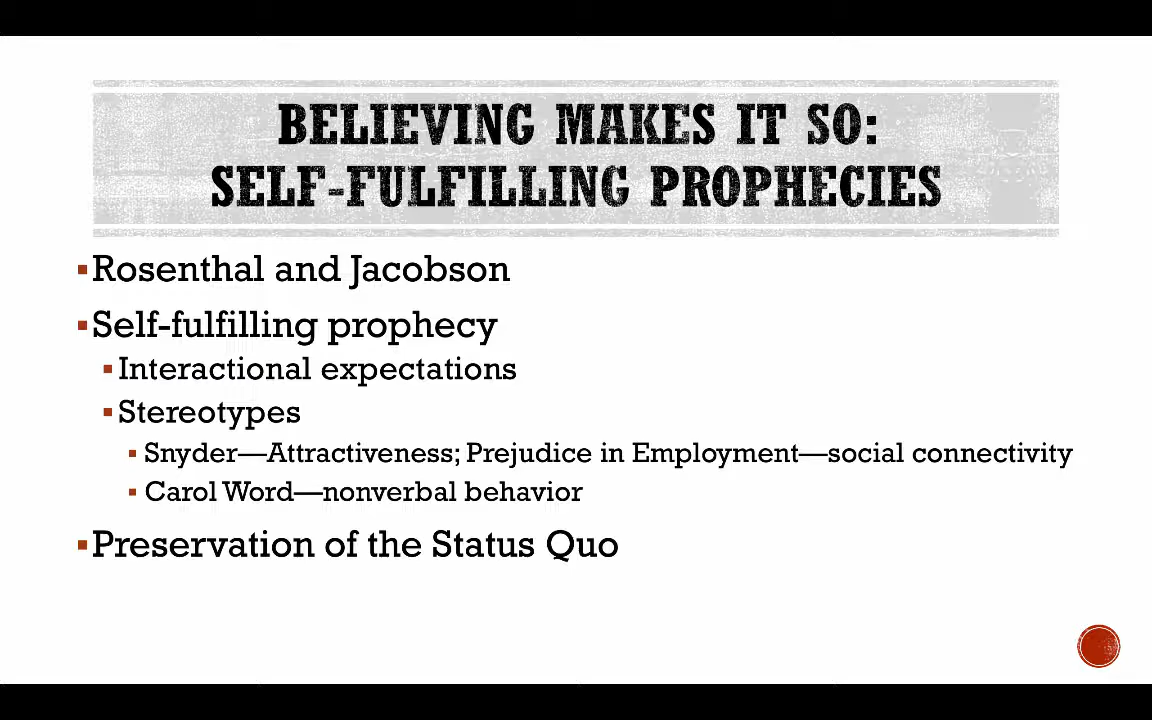 BELIEVING MAKES IT SO:
SELF-FULFILLING PROPHECIES
▪Rosenthal and Jacobson
▪Self-fulfilling prophecy
▪Interactional expectations
▪Stereotypes
▪Snyder—Attractiveness; Prejudice in Employment—social connectivity
▪Carol Word—nonverbal behavior
▪Preservation of the Status Quo